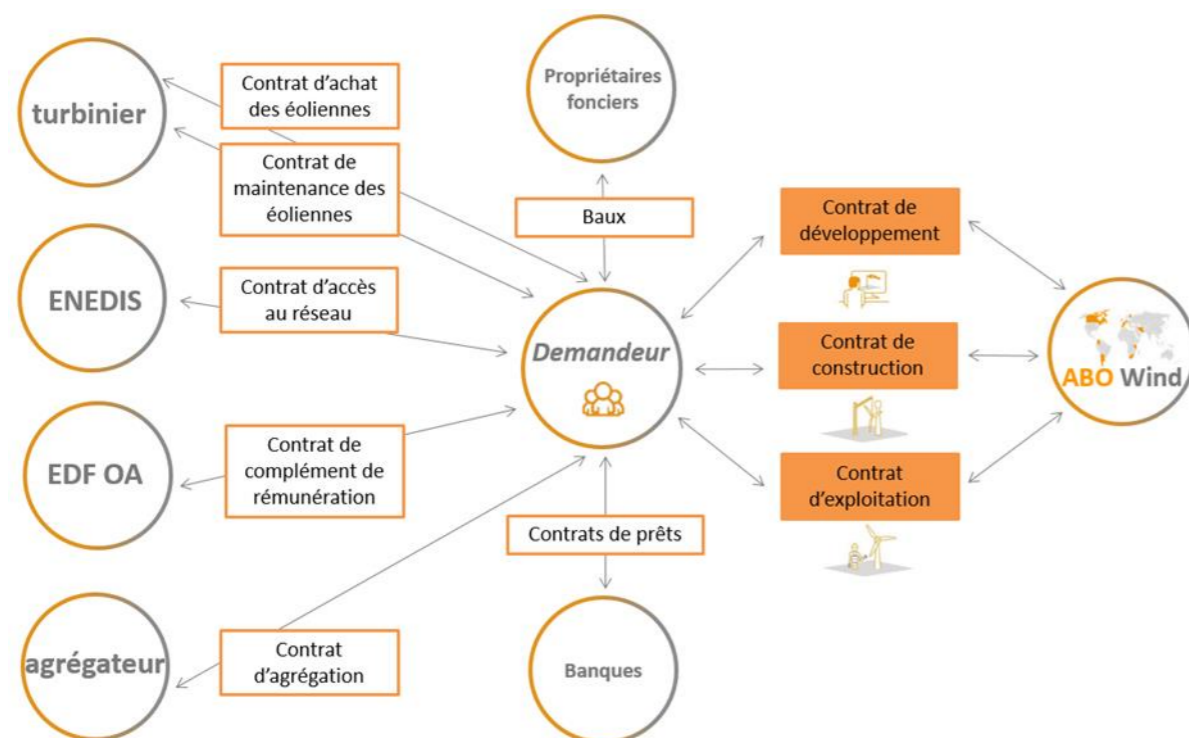 turbinier
Contrat d'achat
des éoliennes
Contrat de
maintenance des
éoliennes
ENEDIS
Contrat d'accès
au réseau
EDF OA
Contrat de
complément de
rémunération
agrégateur
Contrat
d'agrégation
Propriétaires
fonciers
Baux
Demandeur
Contrats de prêts
Banques
Contrat de
développement
Contrat de
construction
Contrat
d'exploitation
ABO Wind